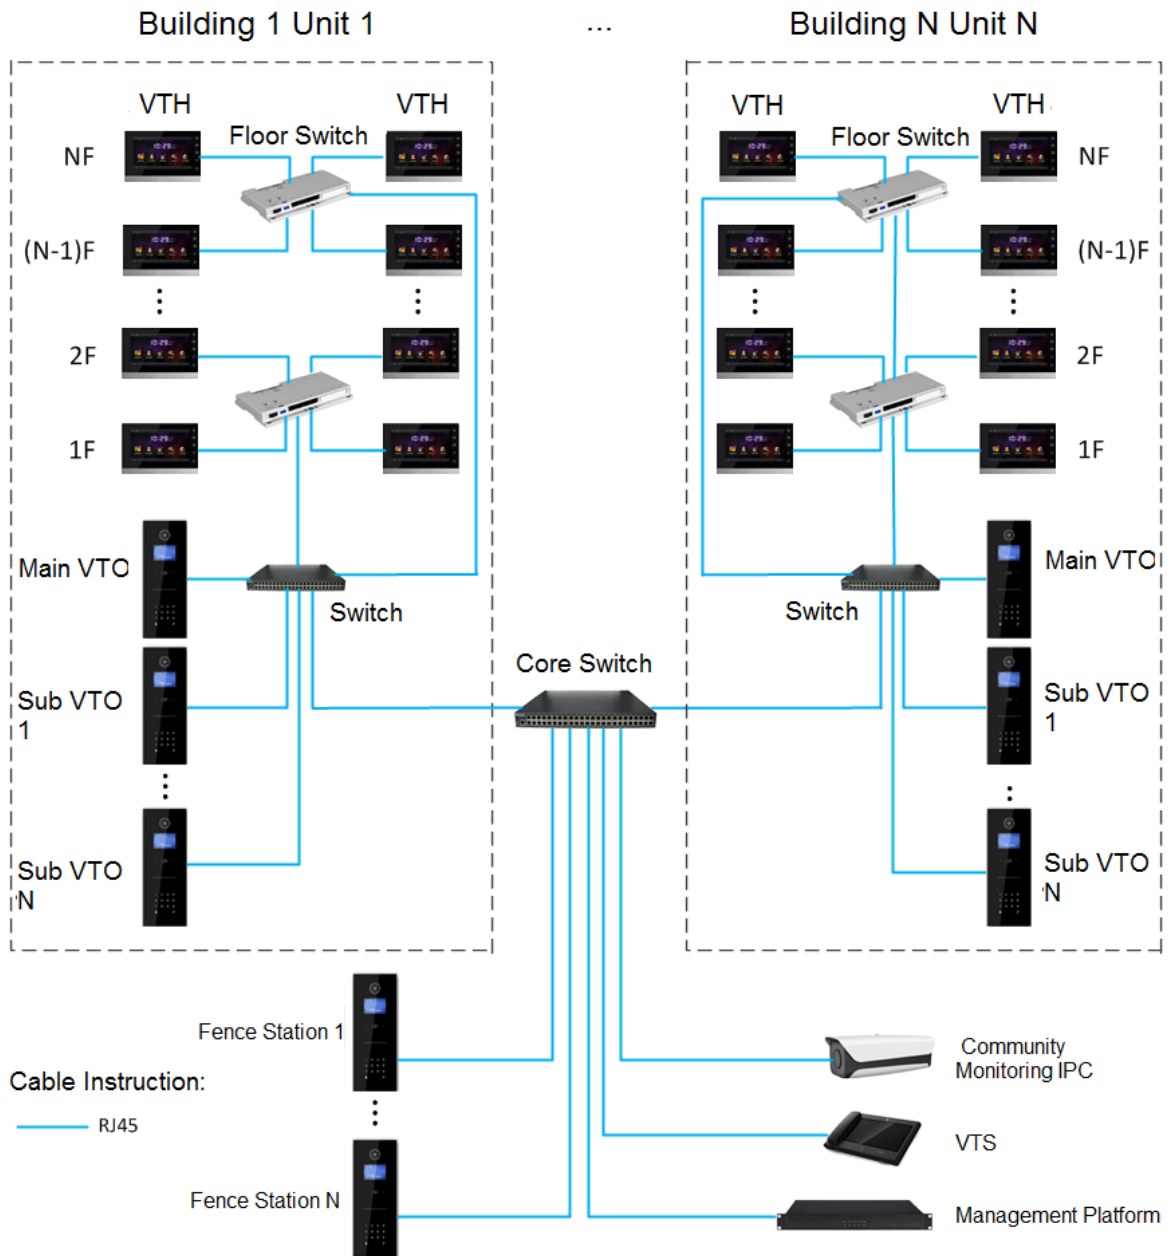 Building 1 Unit 1
...
Building N Unit N
VTH
VTH
Floor Switch
NF
(N-1)F
2F
1F
Main VTO
Switch
Sub VTO
1
Sub VTO
N
VTH
VTH
Floor Switch
NF
(N-1)F
2F
1F
Main VTO
Switch
Sub VTO
1
Sub VTO
N
Core Switch
Fence Station 1
Cable Instruction:
RJ45
Fence Station N
Community
Monitoring IPC
VTS
Management Platform